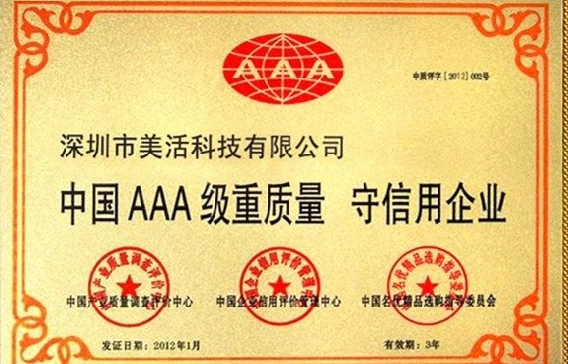 AAA
中质评字[2012]002号
深圳市美活科技有限公司
中国AAA级重质量 守信用企业
中国产业质量调查评价中心
中国企业信用评价管理中心
中国名优精品选购指导委员会
发证日期：2012年1月
有效期：3年